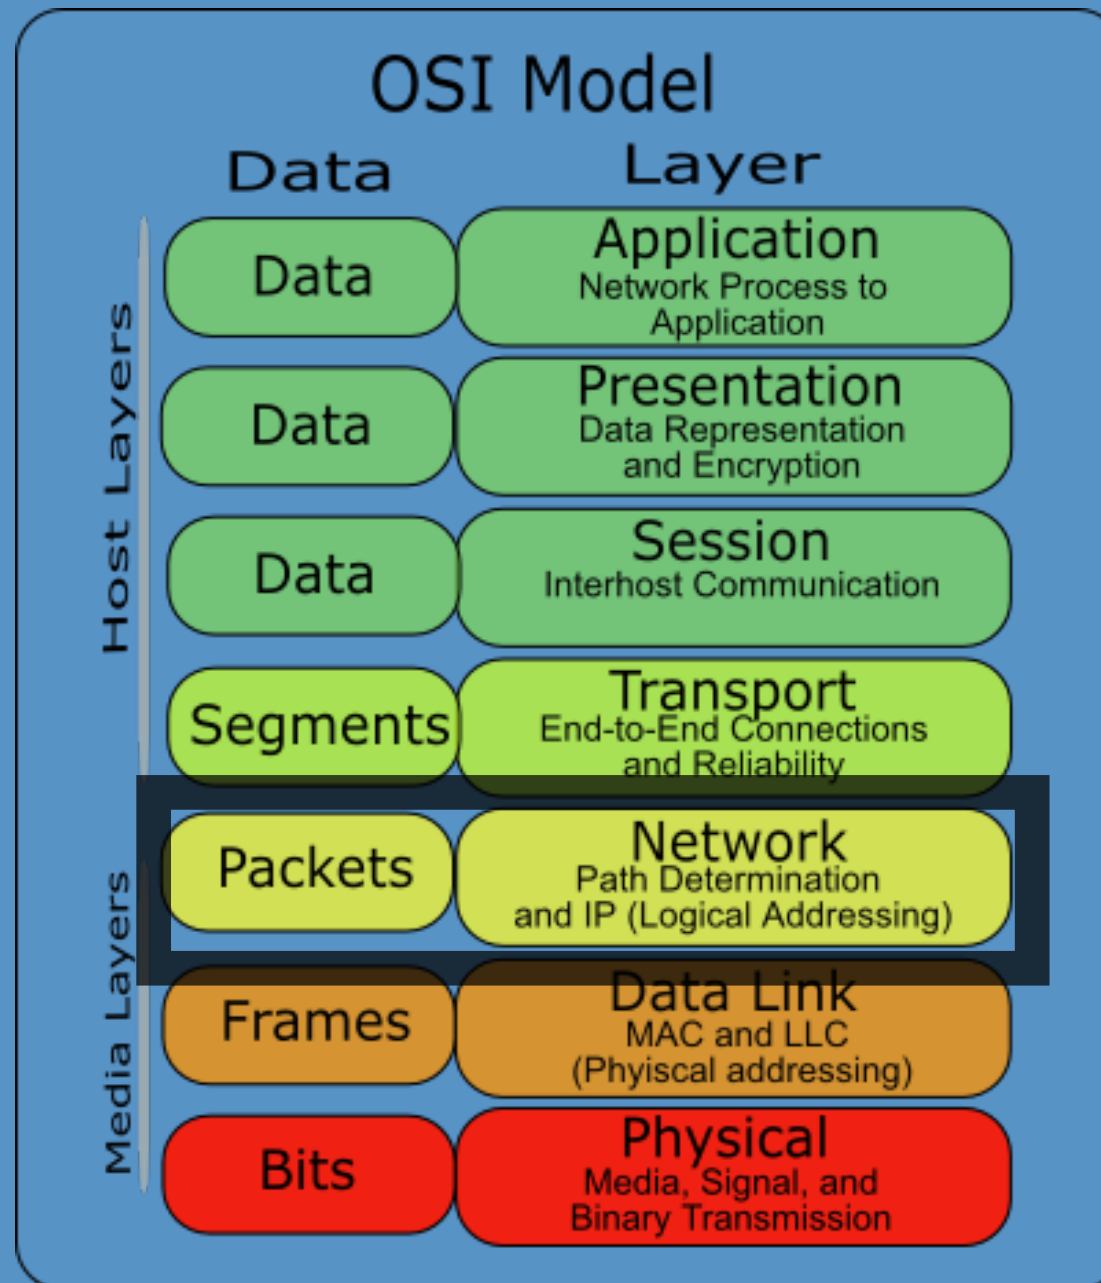 OSI Model
Data Layer
Host Layers
Data
Application
Network Process to
Application
Data
Presentation
Data Representation
and Encryption
Data
Session
Interhost Communication
Segments
Transport
End-to-End Connections
and Reliability
Media Layers
Packets
Network
Path Determination
and IP (Logical Addressing)
Frames
Data Link
MAC and LLC
(Phyiscal addressing)
Bits
Physical
Media, Signal, and
Binary Transmission